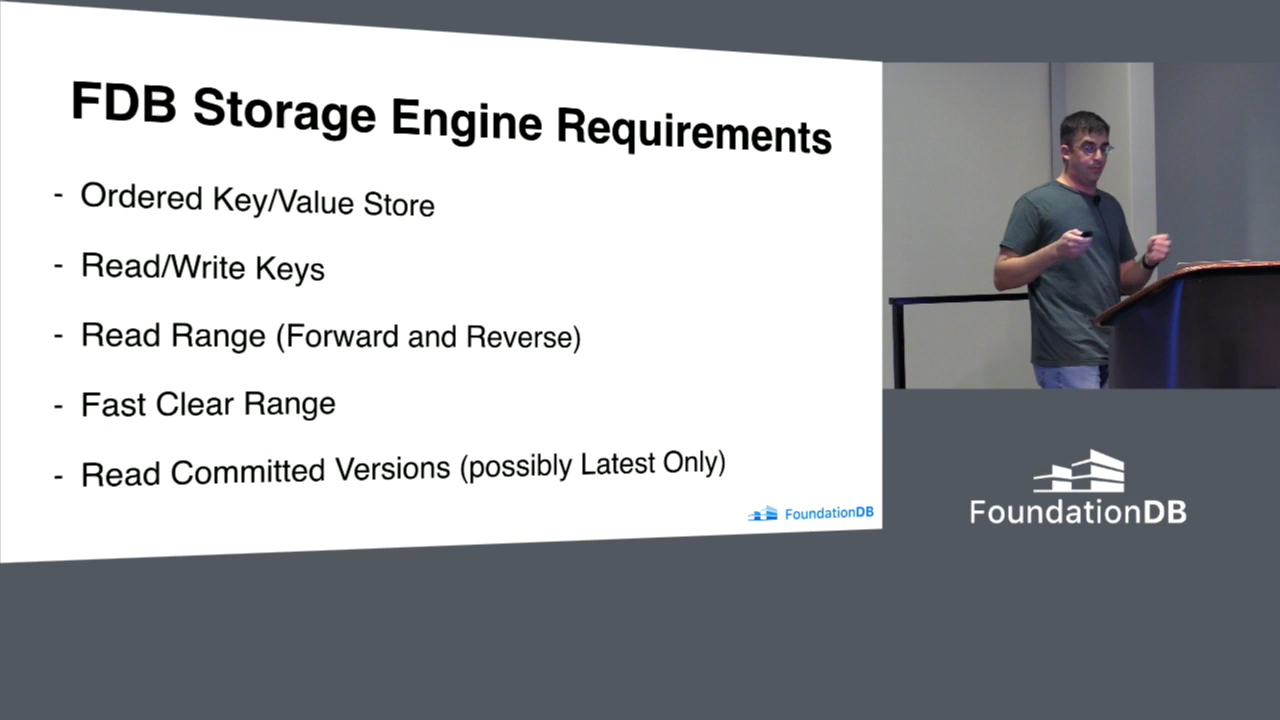 FDB Storage Engine Requirements
- Ordered Key/Value Store
- Read/Write Keys
- Read Range (Forward and Reverse)
- Fast Clear Range
- Read Committed Versions (possibly Latest Only)
FoundationDB
FoundationDB